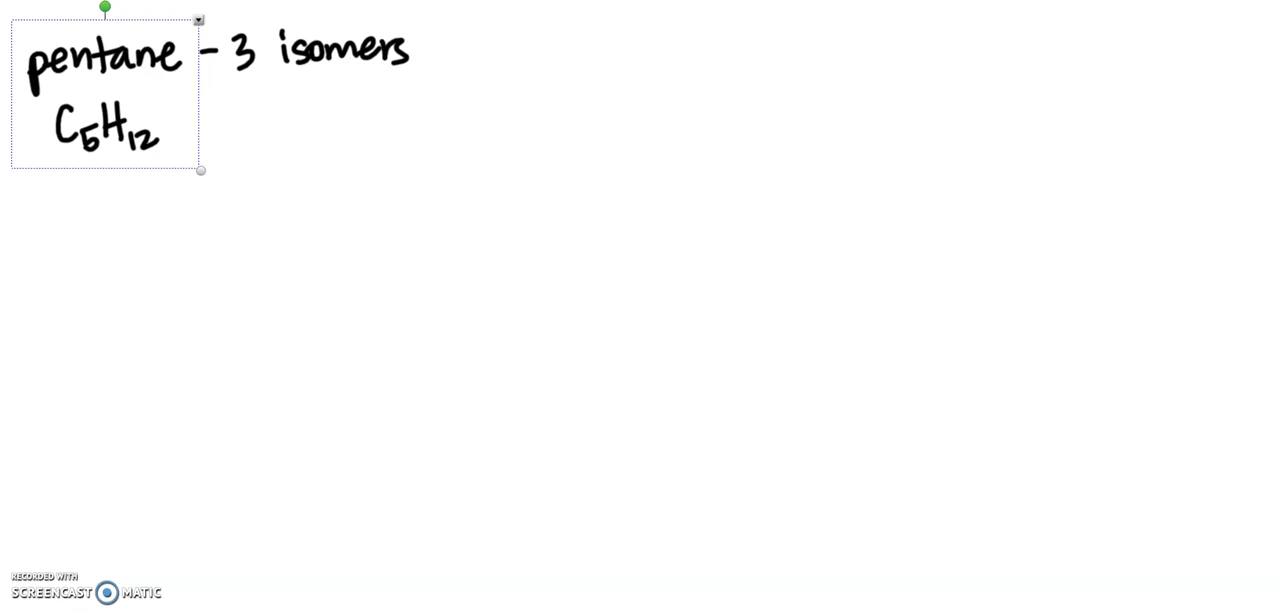 pentane - 3 isomers
C₅H₁₂
RECORDED WITH
SCREENCAST MATIC